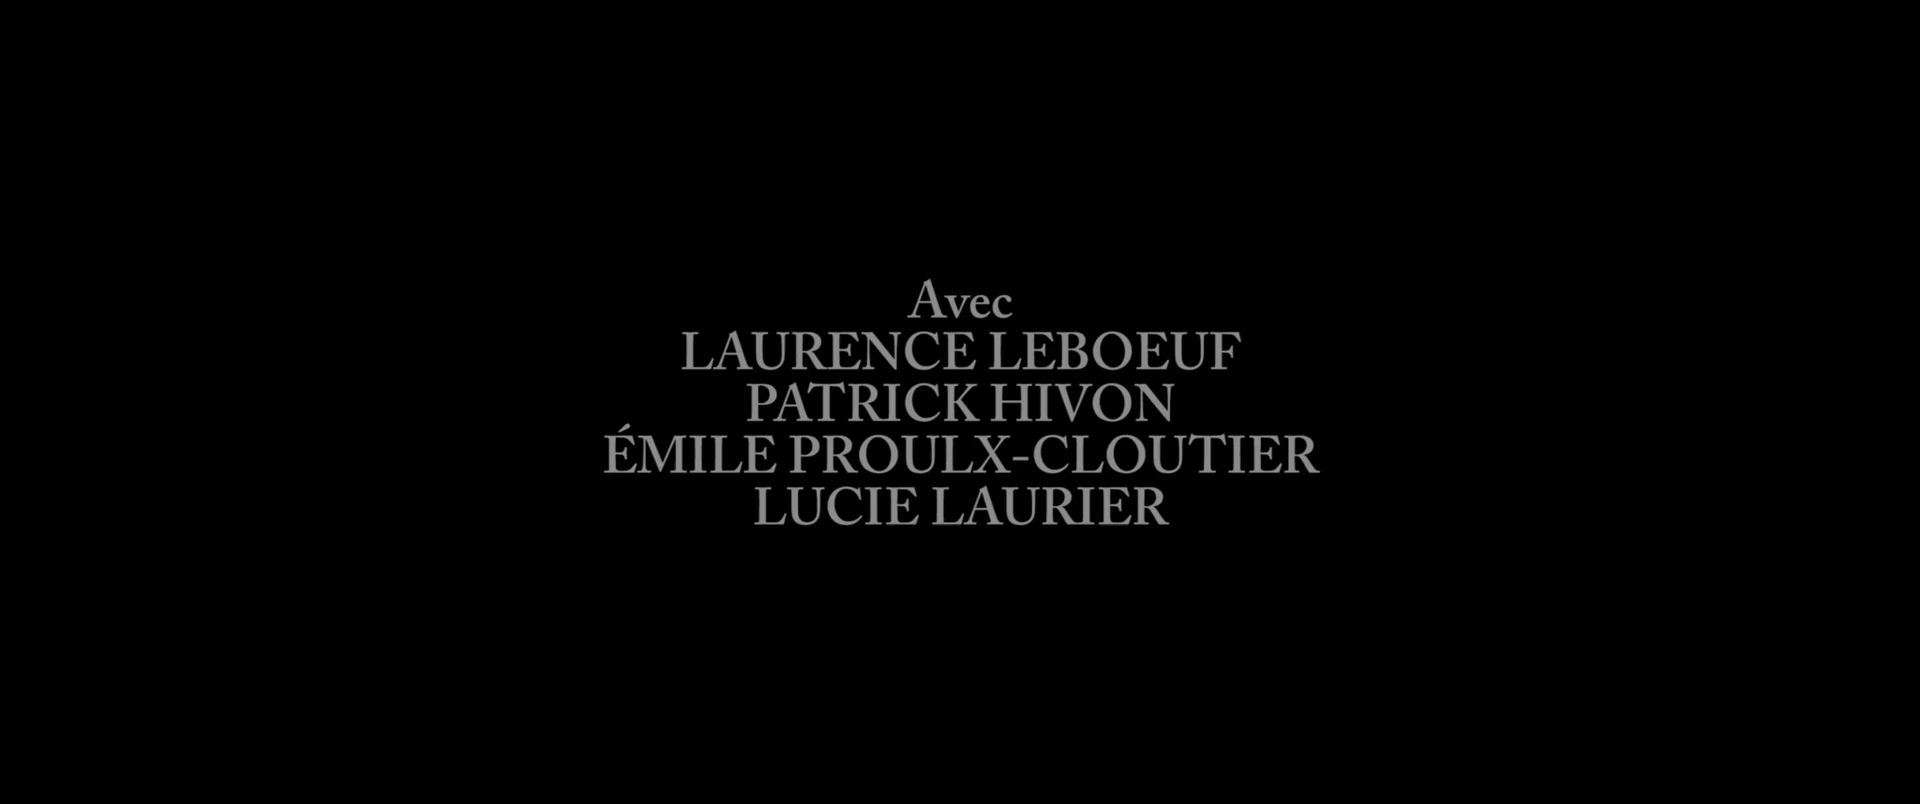 Avec
LAURENCE LEBOEUF
PATRICK HIVON
ÉMILE PROULX-CLOUTIER
LUCIE LAURIER